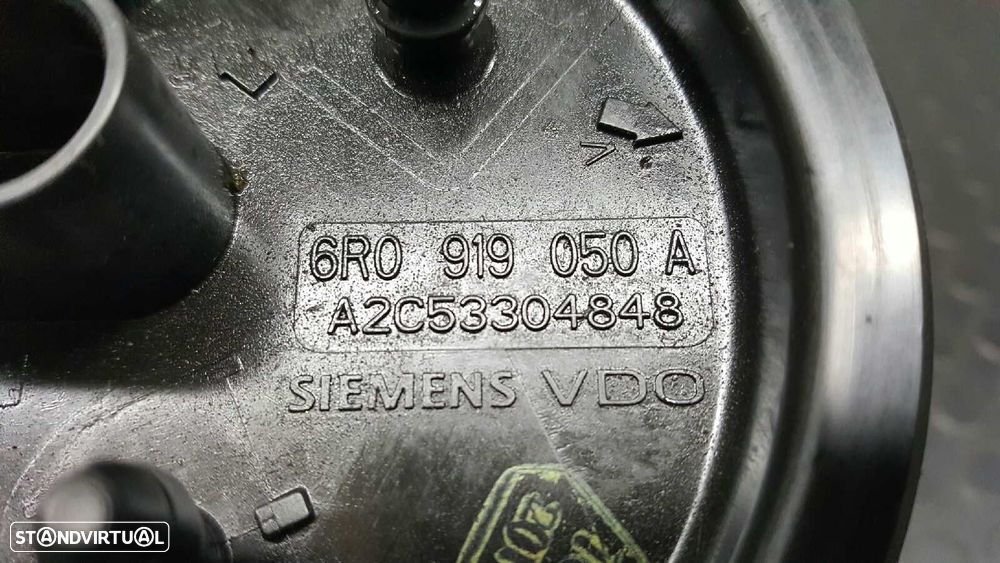 6R0 919 050 A
A2C53304848
SIEMENS VDO
STANDVIRTUAL